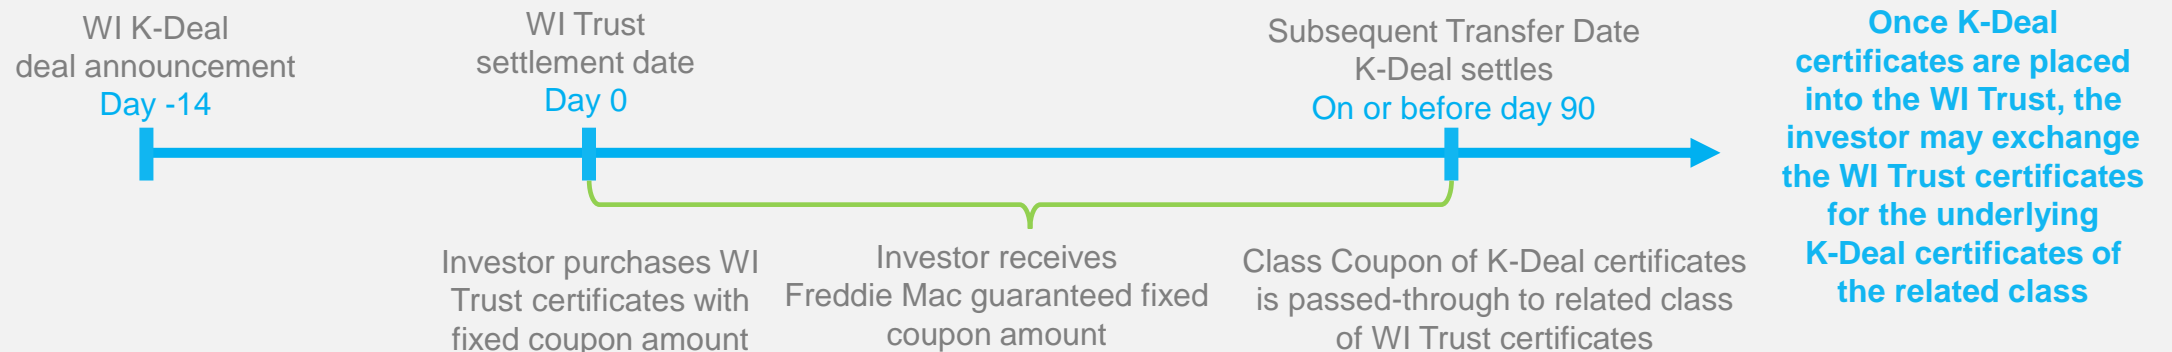 WI K-Deal
deal announcement
Day -14
WI Trust
settlement date
Day 0
Subsequent Transfer Date
K-Deal settles
On or before day 90
Once K-Deal
certificates are placed
into the WI Trust, the
investor may exchange
the WI Trust certificates
for the underlying
K-Deal certificates of
the related class
Investor purchases WI
Trust certificates with
fixed coupon amount
Investor receives
Freddie Mac guaranteed fixed
coupon amount
Class Coupon of K-Deal certificates
is passed-through to related class
of WI Trust certificates